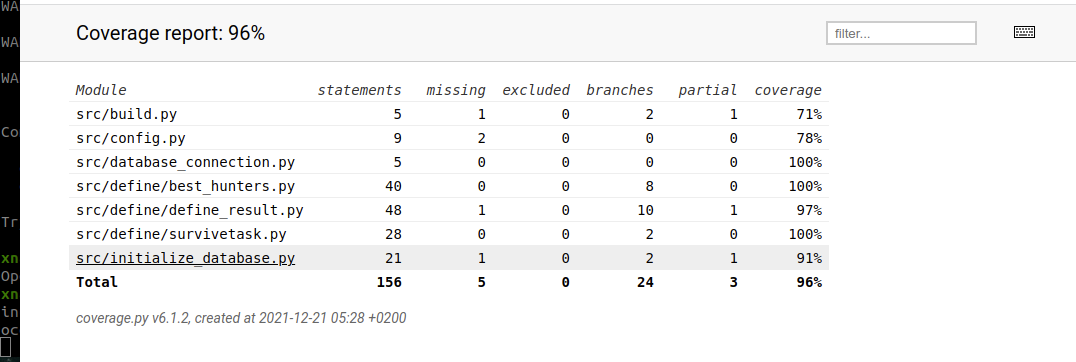 WA
Coverage report: 96%
filter...
WA
WA
Module statements missing excluded branches partial coverage
src/build.py 5 1 0 2 1 71%
Co
src/config.py 9 2 0 0 0 78%
src/database_connection.py 5 0 0 0 0 100%
src/define/best_hunters.py 40 0 0 8 0 100%
src/define/define_result.py 48 1 0 10 1 97%
Tr
src/define/survivetask.py 28 0 0 2 0 100%
xn
src/initialize_database.py 21 1 0 2 1 91%
Op
Total 156 5 0 24 3 96%
xn
in
coverage.py v6.1.2, created at 2021-12-21 05:28 +0200
oc